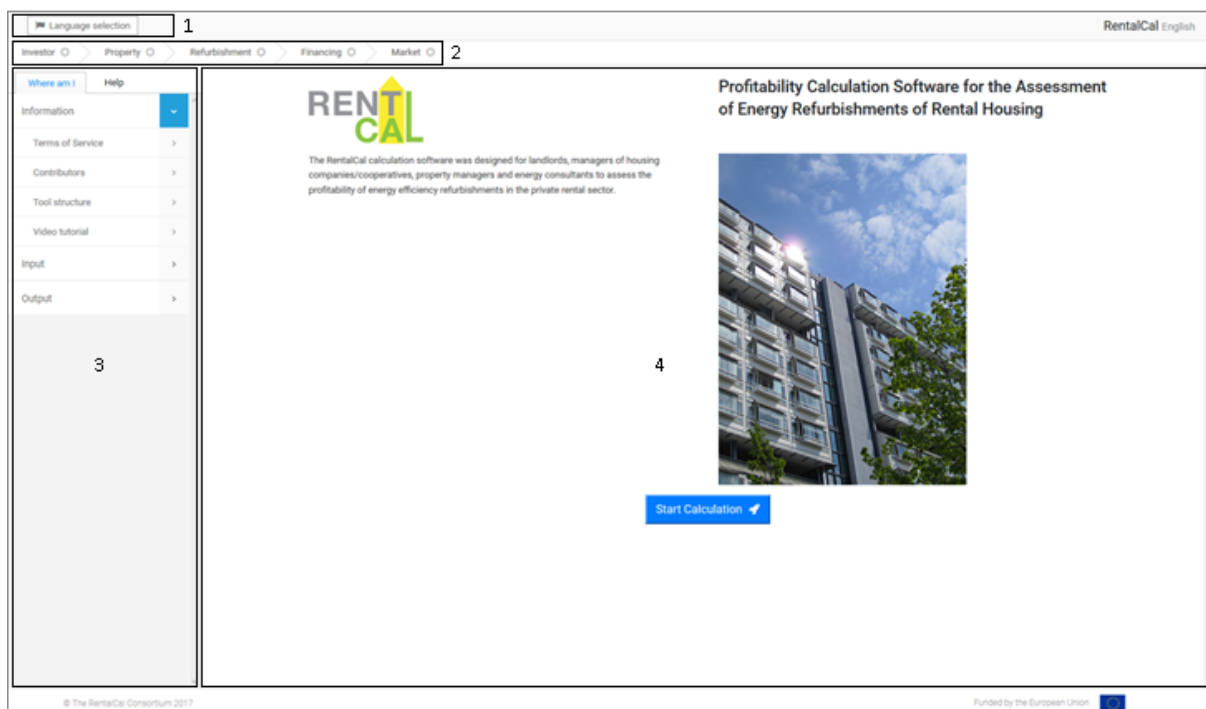 Language selection 1 RentalCal English
Investor Property Refurbishment Financing Market 2
Where am I Help
Information
Terms of Service
Contributors
Tool structure
Video tutorial
Input
Output
3
RENT
CAL
The RentalCal calculation software was designed for landlords, managers of housing
companies/cooperatives, property managers and energy consultants to assess the
profitability of energy efficiency refurbishments in the private rental sector.
Profitability Calculation Software for the Assessment
of Energy Refurbishments of Rental Housing
4
Start Calculation
© The RentalCal Consortium 2017 Funded by the European Union